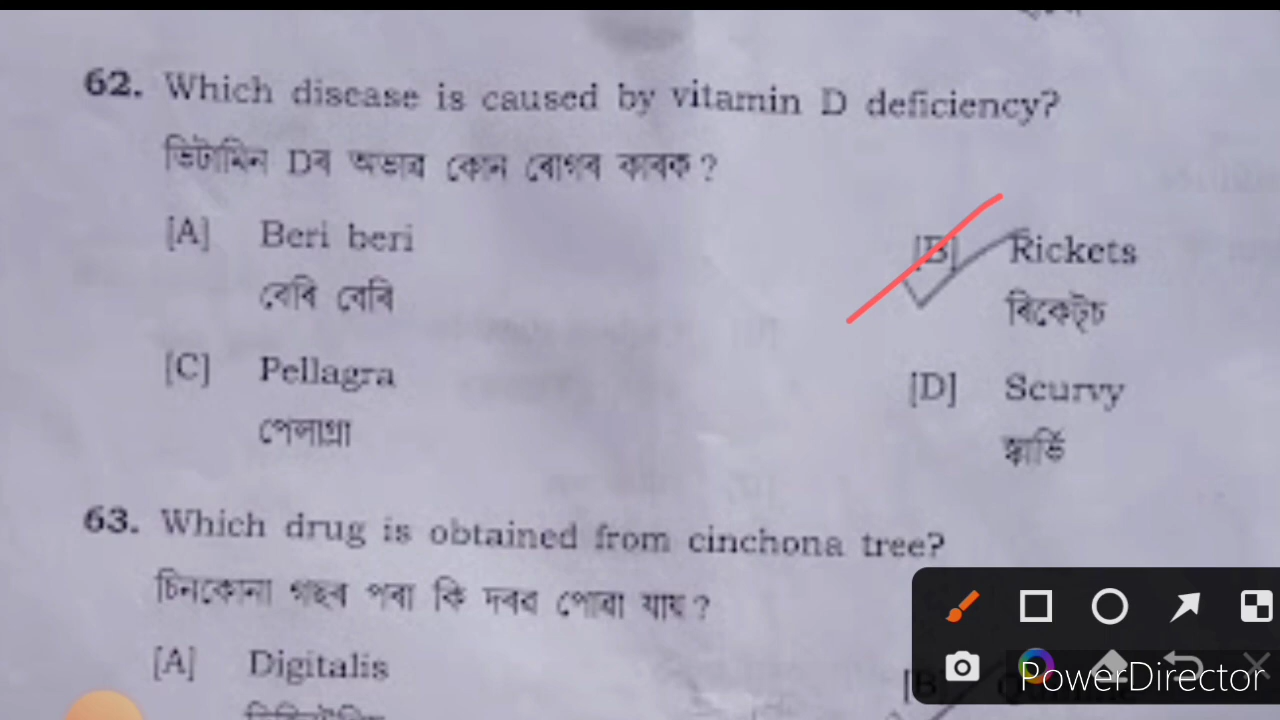 62. Which disease is caused by vitamin D deficiency?
ভিটামিন Dৰ অভাৱ কোন ৰোগৰ কাৰক ?
[A] Beri beri
[B] Rickets
বেৰি বেৰি
ৰিকেট্‌চ
[C] Pellagra
[D] Scurvy
পেলাগ্ৰা
স্কাৰ্ভি
63. Which drug is obtained from cinchona tree?
চিনকোনা গছৰ পৰা কি দৰৱ পোৱা যায় ?
[A] Digitalis
[B]
PowerDirector